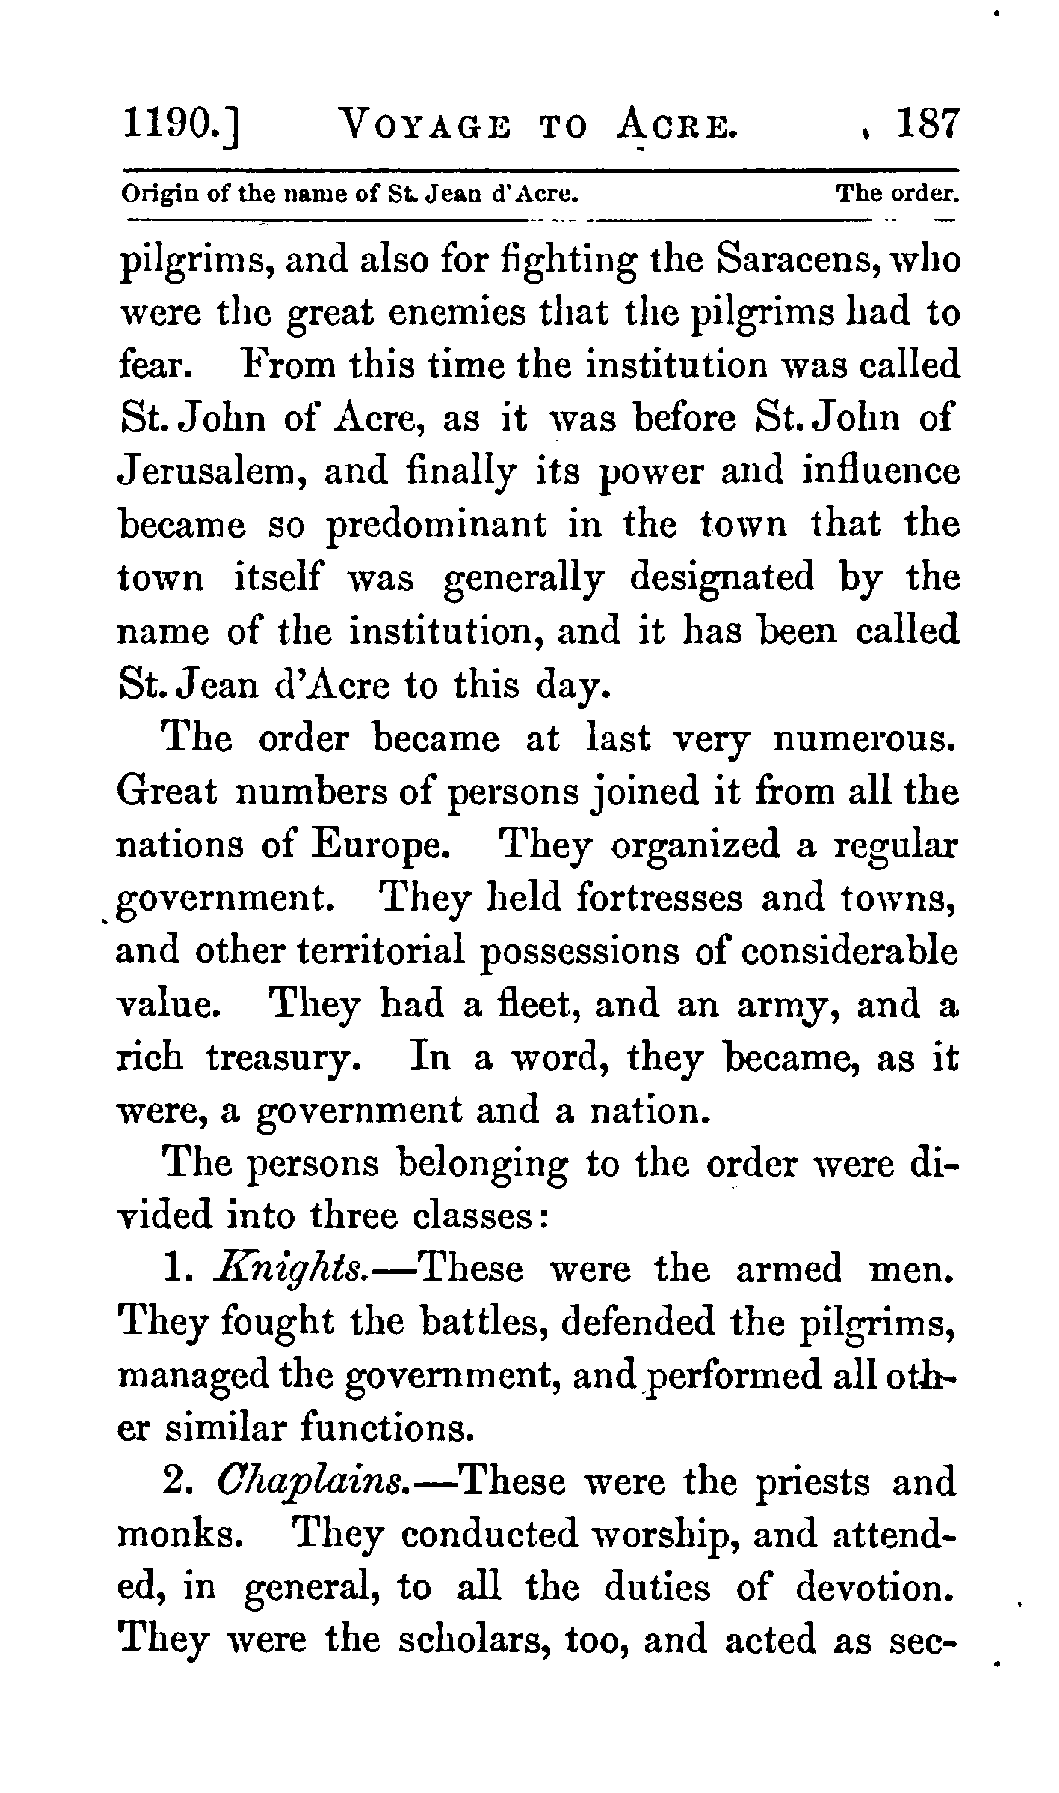 1190.] VOYAGE TO ACRE. 187
Origin of the name of St. Jean d'Acre. The order.
pilgrims, and also for fighting the Saracens, who
were the great enemies that the pilgrims had to
fear. From this time the institution was called
St. John of Acre, as it was before St. John of
Jerusalem, and finally its power and influence
became so predominant in the town that the
town itself was generally designated by the
name of the institution, and it has been called
St. Jean d'Acre to this day.
The order became at last very numerous.
Great numbers of persons joined it from all the
nations of Europe. They organized a regular
government. They held fortresses and towns,
and other territorial possessions of considerable
value. They had a fleet, and an army, and a
rich treasury. In a word, they became, as it
were, a government and a nation.
The persons belonging to the order were di-
vided into three classes:
1. Knights.—These were the armed men.
They fought the battles, defended the pilgrims,
managed the government, and performed all oth-
er similar functions.
2. Chaplains.—These were the priests and
monks. They conducted worship, and attend-
ed, in general, to all the duties of devotion.
They were the scholars, too, and acted as sec-